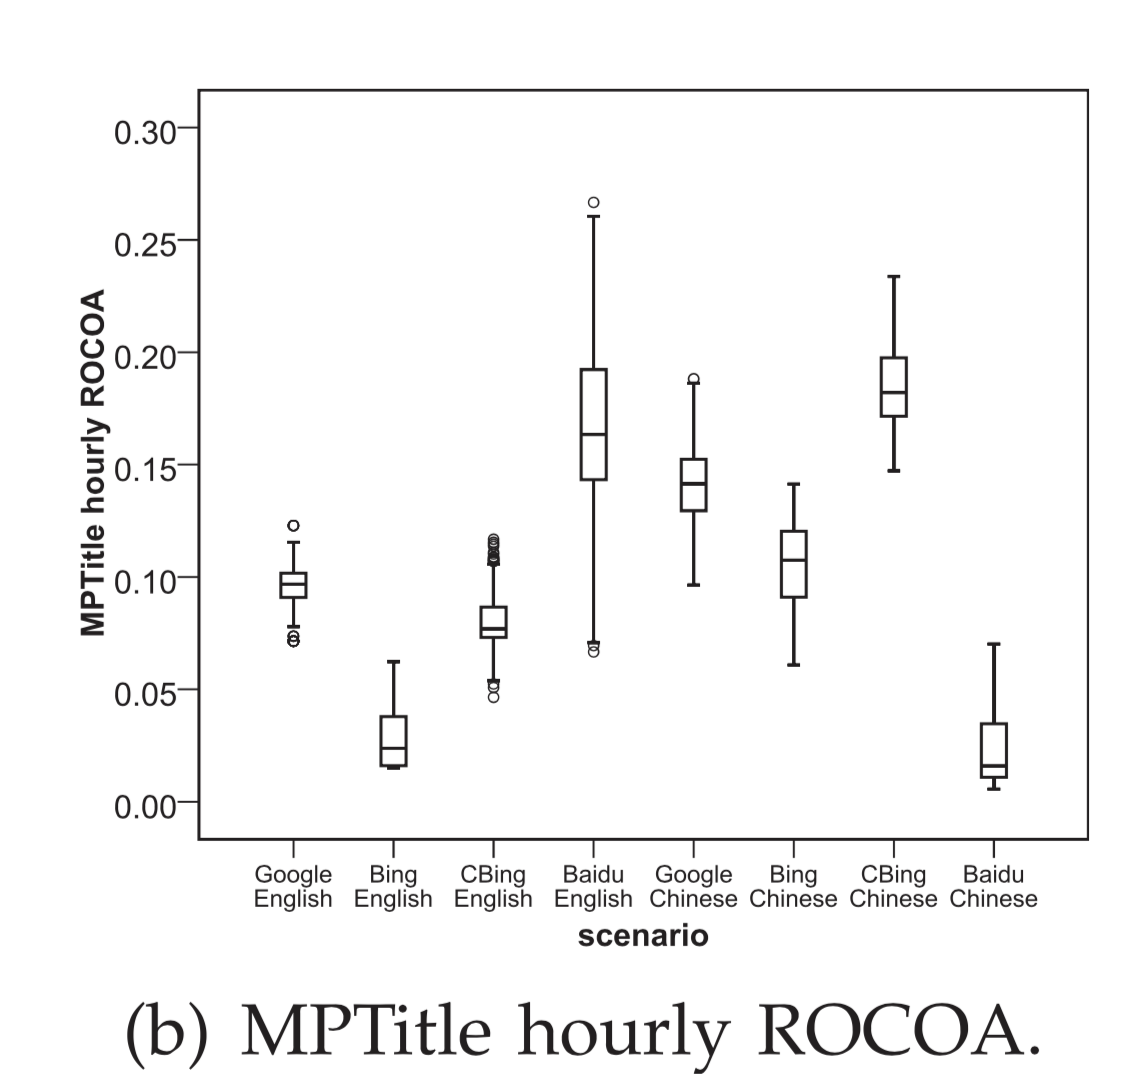 0.30
0.25
0.20
0.15
0.10
0.05
0.00
MPTitle hourly ROCOA
Google English
Bing English
CBing English
Baidu English
Google Chinese
Bing Chinese
CBing Chinese
Baidu Chinese
scenario
(b) MPTitle hourly ROCOA.